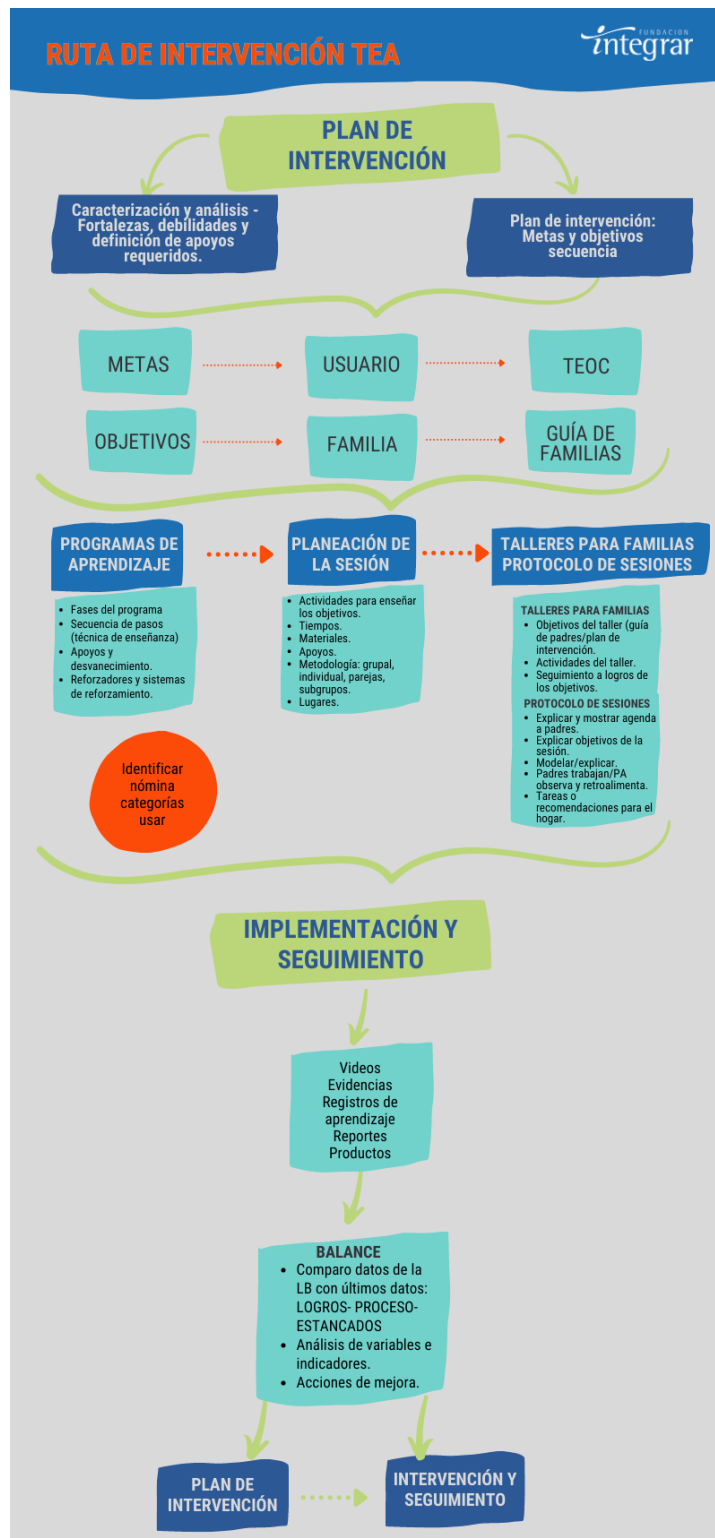 RUTA DE INTERVENCIÓN TEA
FUNDACIÓN
integrar
PLAN DE
INTERVENCIÓN
Caracterización y análisis -
Fortalezas, debilidades y
definición de apoyos
requeridos.
Plan de intervención:
Metas y objetivos
secuencia
METAS
USUARIO
TEOC
OBJETIVOS
FAMILIA
GUÍA DE
FAMILIAS
PROGRAMAS DE
APRENDIZAJE
• Fases del programa
• Secuencia de pasos
(técnica de enseñanza)
• Apoyos y
desvanecimiento.
• Reforzadores y sistemas
de reforzamiento.
PLANEACIÓN DE
LA SESIÓN
• Actividades para enseñar
los objetivos.
• Tiempos.
• Materiales.
• Apoyos.
• Metodología: grupal,
individual, parejas,
subgrupos.
• Lugares.
TALLERES PARA FAMILIAS
PROTOCOLO DE SESIONES
TALLERES PARA FAMILIAS
• Objetivos del taller (guía
de padres/plan de
intervención.
• Actividades del taller.
• Seguimiento a logros de
los objetivos.
PROTOCOLO DE SESIONES
• Explicar y mostrar agenda
a padres.
• Explicar objetivos de la
sesión.
• Modelar/explicar.
• Padres trabajan/PA
observa y retroalimenta.
• Tareas o
recomendaciones para el
hogar.
Identificar
nómina
categorías
usar
IMPLEMENTACIÓN Y
SEGUIMIENTO
Videos
Evidencias
Registros de
aprendizaje
Reportes
Productos
BALANCE
• Comparo datos de la
LB con últimos datos:
LOGROS- PROCESO-
ESTANCADOS
• Análisis de variables e
indicadores.
• Acciones de mejora.
PLAN DE
INTERVENCIÓN
INTERVENCIÓN Y
SEGUIMIENTO